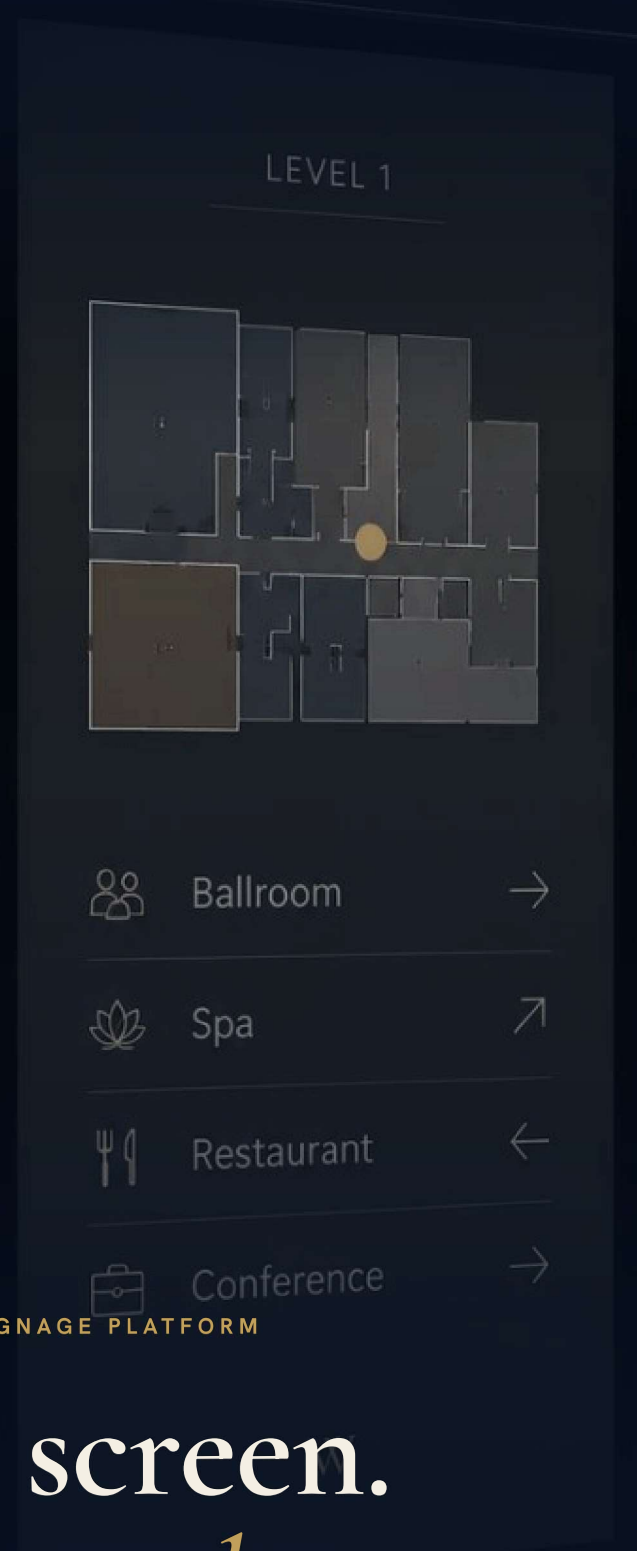 LEVEL 1
Ballroom
Spa
Restaurant
Conference
GNAGE PLATFORM
screen.